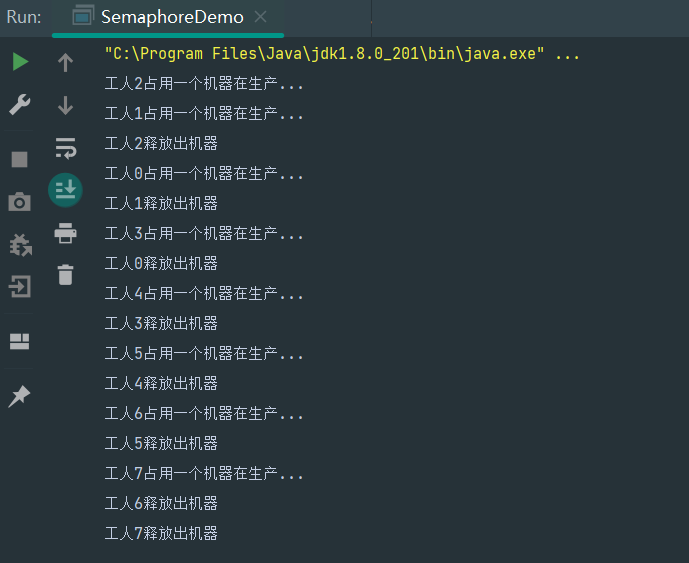 Run: SemaphoreDemo
"C:\Program Files\Java\jdk1.8.0_201\bin\java.exe" ...
工人2占用一个机器在生产...
工人1占用一个机器在生产...
工人2释放出机器
工人0占用一个机器在生产...
工人1释放出机器
工人3占用一个机器在生产...
工人0释放出机器
工人4占用一个机器在生产...
工人3释放出机器
工人5占用一个机器在生产...
工人4释放出机器
工人6占用一个机器在生产...
工人5释放出机器
工人7占用一个机器在生产...
工人6释放出机器
工人7释放出机器